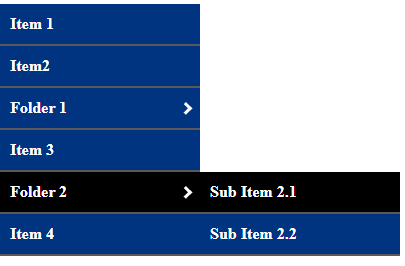 Item 1
Item2
Folder 1
Item 3
Folder 2 Sub Item 2.1
Item 4 Sub Item 2.2